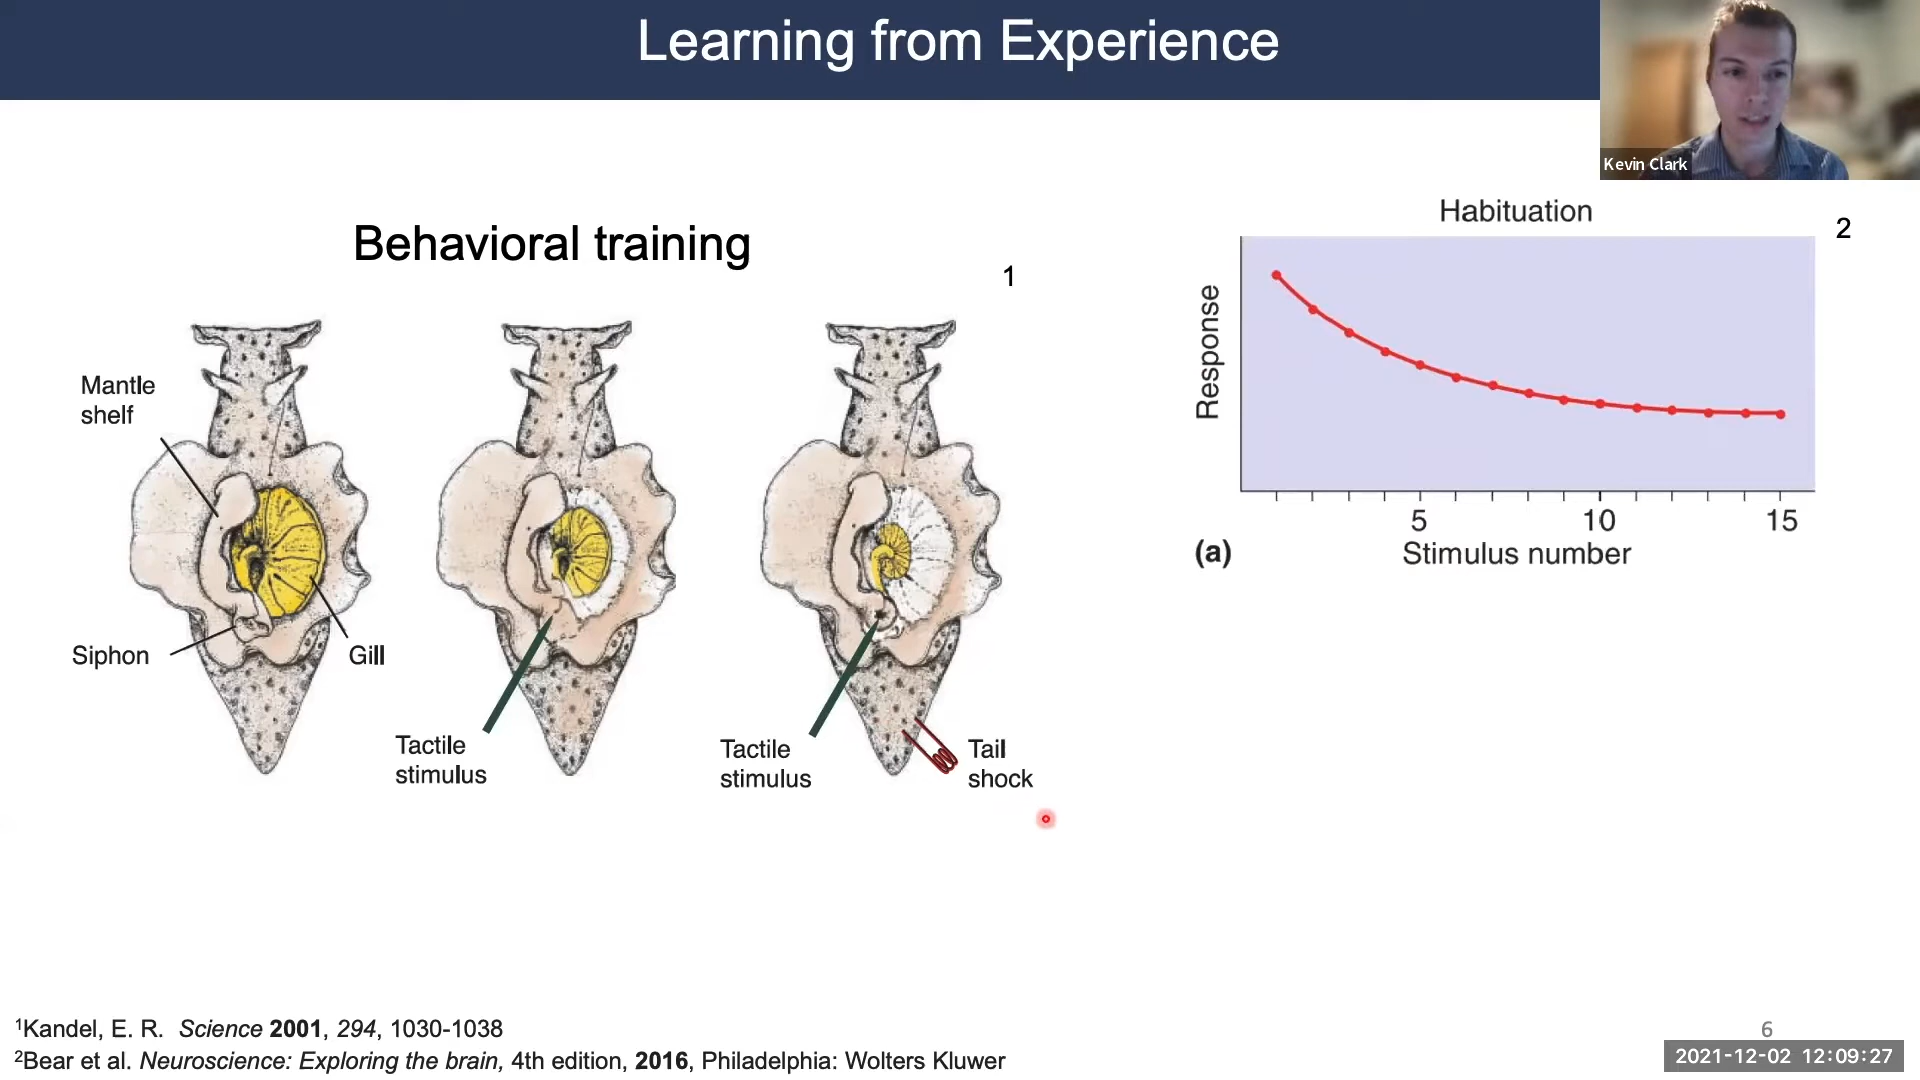 Learning from Experience
Kevin Clark
Behavioral training
1
Mantle
shelf
Siphon
Gill
Tactile
stimulus
Tactile
stimulus
Tail
shock
Habituation
2
Response
5 10 15
(a)
Stimulus number
¹Kandel, E. R. Science 2001, 294, 1030-1038
²Bear et al. Neuroscience: Exploring the brain, 4th edition, 2016, Philadelphia: Wolters Kluwer
6
2021-12-02 12:09:27